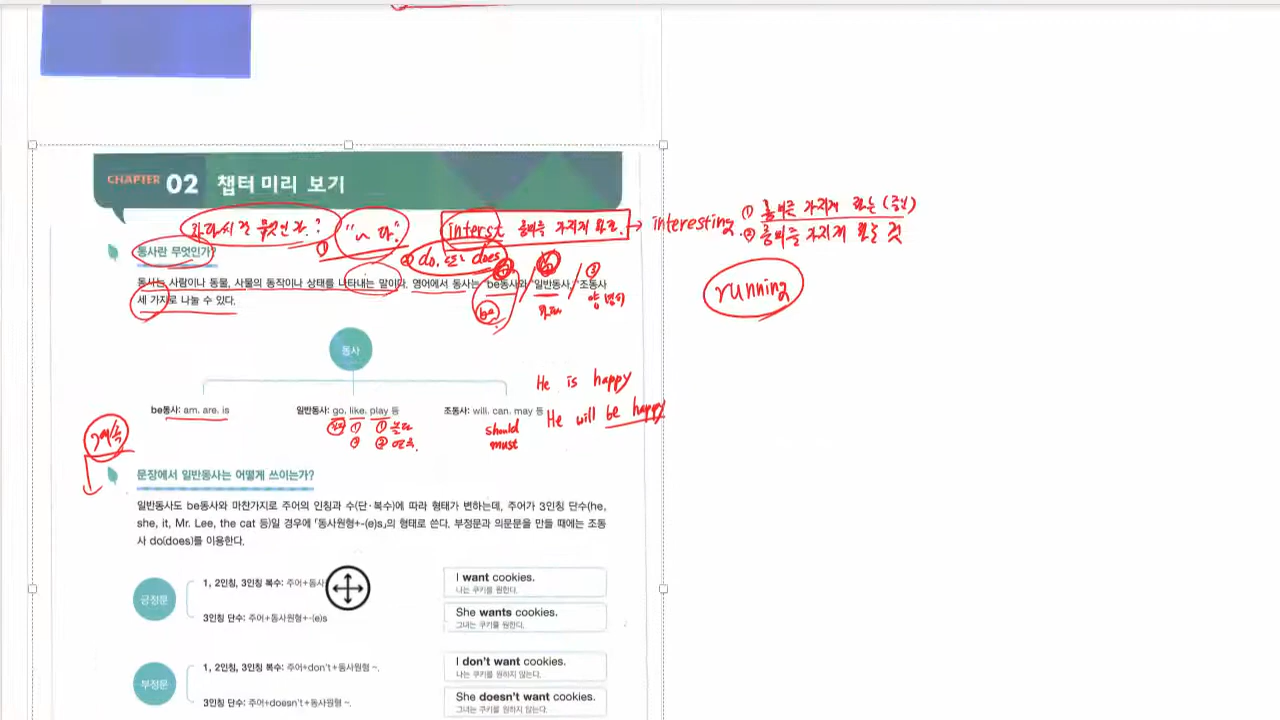 CHAPTER 02 챕터 미리 보기
동사란 무엇인가?
"~ 다."
① 
② do, 또는 does
interst 흥미를 가지게 하다. → interesting
① 흥미를 가지게 하는
② 흥미를 가지게 하는 것
running
동사는 사람이나 동물, 사물의 동작이나 상태를 나타내는 말이다. 영어에서 동사는 be동사와 일반동사, 조동사
세 가지로 나눌 수 있다.
be
③
동사
He is happy
He will be happy
be동사: am. are. is
일반동사: go. like. play 등
조동사: will. can. may 등
should
must
문장에서 일반동사는 어떻게 쓰이는가?
일반동사도 be동사와 마찬가지로 주어의 인칭과 수(단·복수)에 따라 형태가 변하는데, 주어가 3인칭 단수(he,
she, it, Mr. Lee, the cat 등)일 경우에 「동사원형+-(e)s」의 형태로 쓴다. 부정문과 의문문을 만들 때에는 조동
사 do(does)를 이용한다.
긍정문
1, 2인칭, 3인칭 복수: 주어+동사
I want cookies.
나는 쿠키를 원한다.
3인칭 단수: 주어+동사원형+-(e)s
She wants cookies.
그녀는 쿠키를 원한다.
부정문
1, 2인칭, 3인칭 복수: 주어+don't+동사원형 ~.
I don't want cookies.
나는 쿠키를 원하지 않는다.
3인칭 단수: 주어+doesn't+동사원형 ~.
She doesn't want cookies.
그녀는 쿠키를 원하지 않는다.